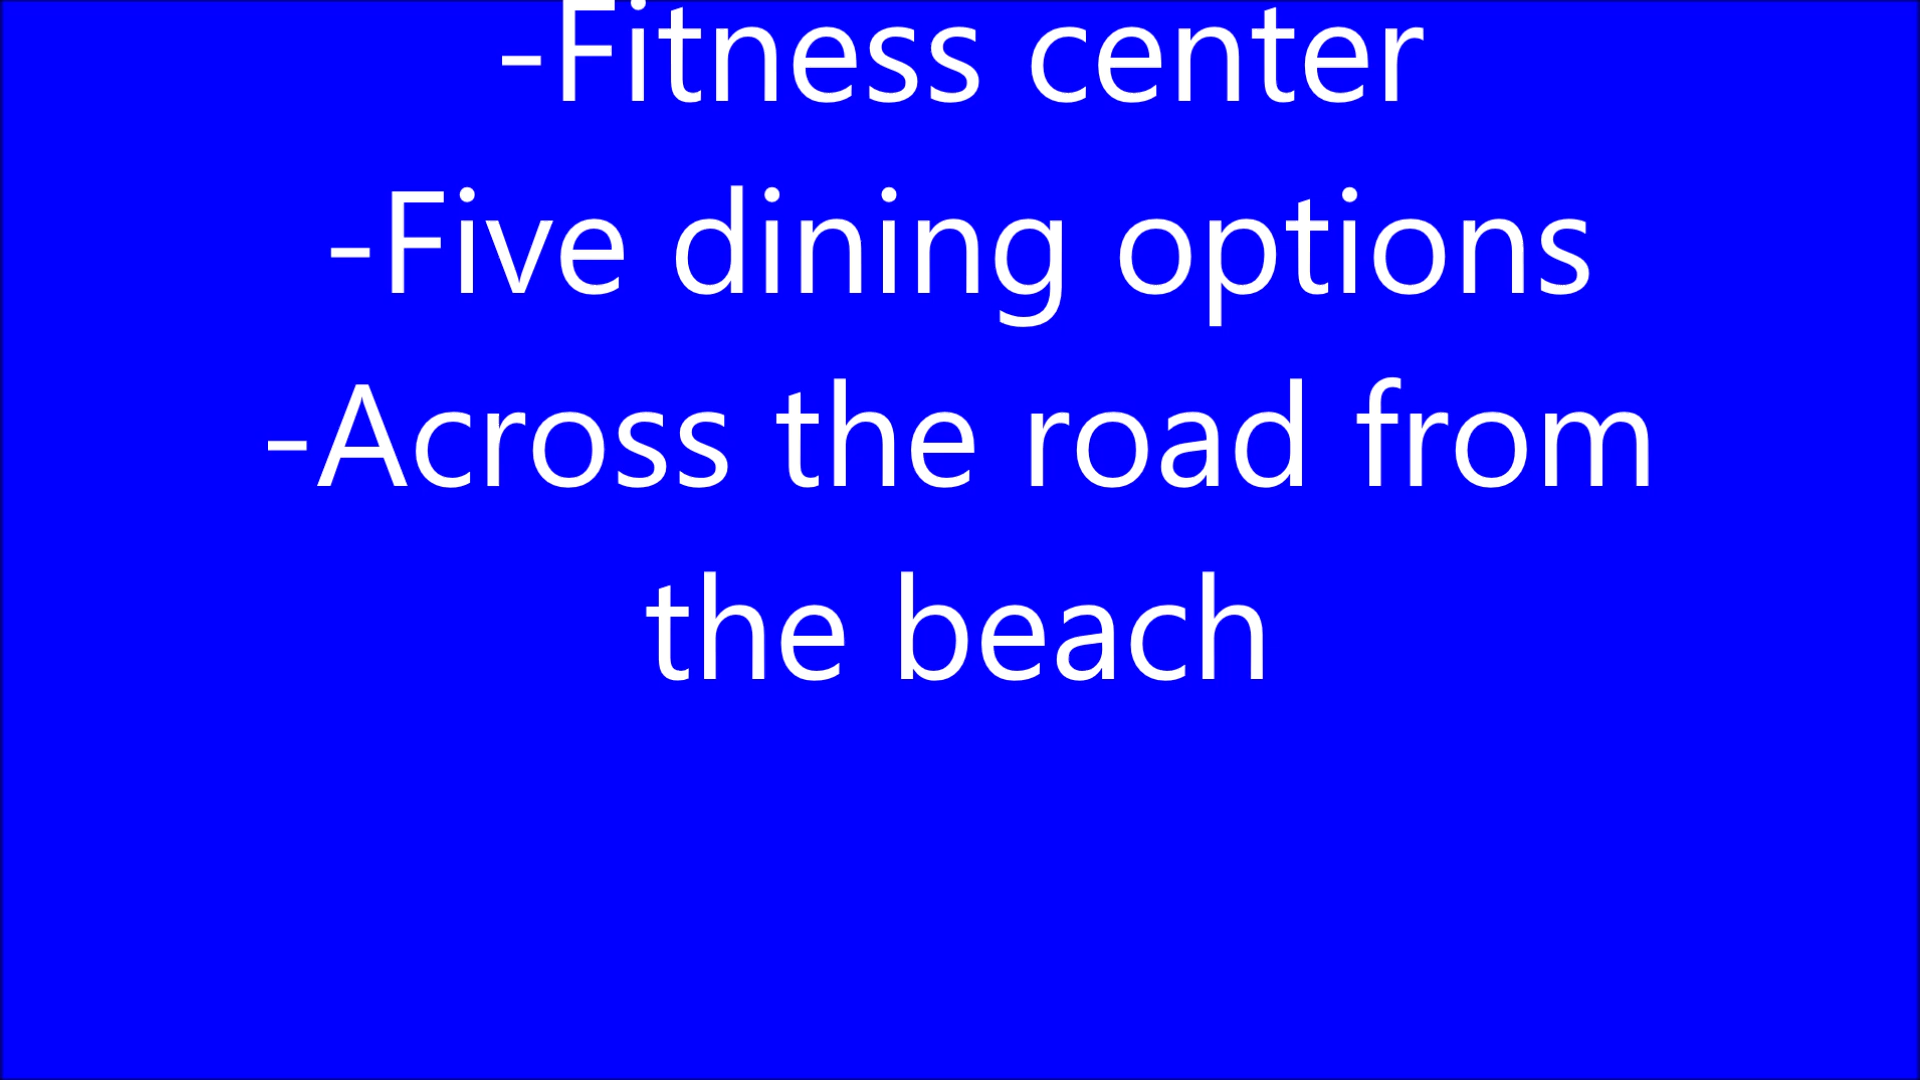 -Fitness center
-Five dining options
-Across the road from
the beach